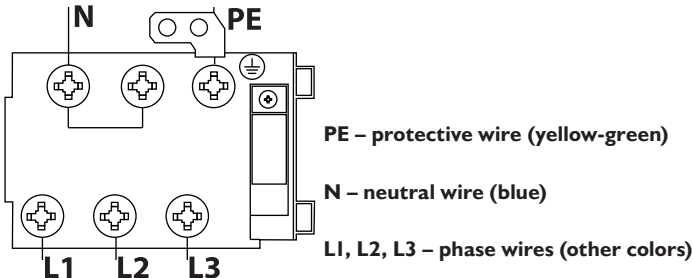 N PE
PE – protective wire (yellow-green)
N – neutral wire (blue)
L1, L2, L3 – phase wires (other colors)
L1 L2 L3